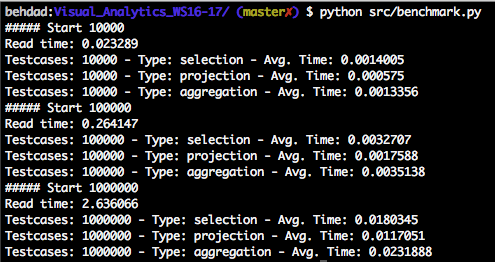 behdad:Visual_Analytics_WS16-17/ (master✗) $ python src/benchmark.py
##### Start 10000
Read time: 0.023289
Testcases: 10000 - Type: selection - Avg. Time: 0.0014005
Testcases: 10000 - Type: projection - Avg. Time: 0.000575
Testcases: 10000 - Type: aggregation - Avg. Time: 0.0013356
##### Start 100000
Read time: 0.264147
Testcases: 100000 - Type: selection - Avg. Time: 0.0032707
Testcases: 100000 - Type: projection - Avg. Time: 0.0017588
Testcases: 100000 - Type: aggregation - Avg. Time: 0.0035138
##### Start 1000000
Read time: 2.636066
Testcases: 1000000 - Type: selection - Avg. Time: 0.0180345
Testcases: 1000000 - Type: projection - Avg. Time: 0.0117051
Testcases: 1000000 - Type: aggregation - Avg. Time: 0.0231888